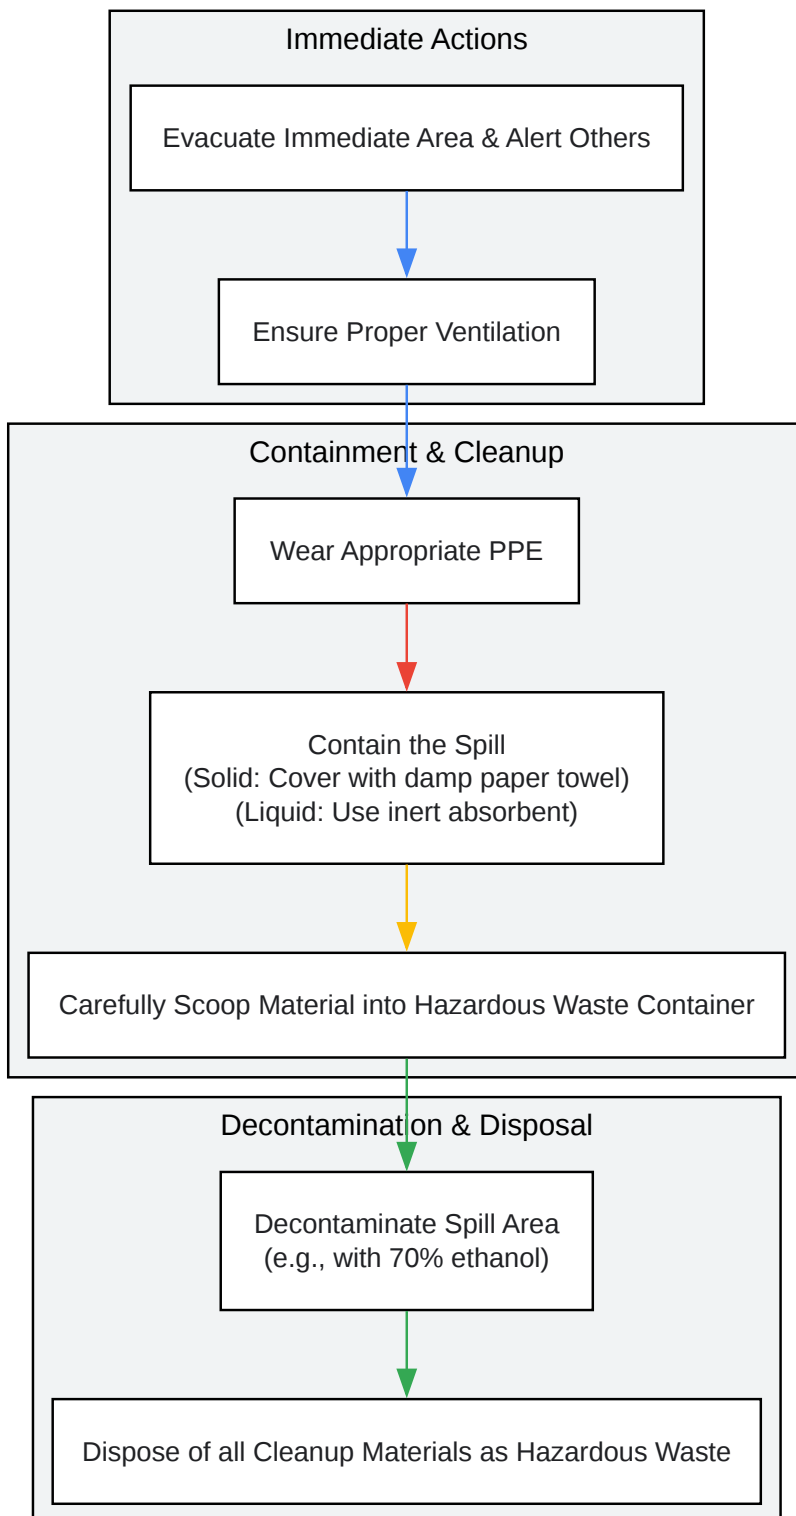 Immediate Actions
Evacuate Immediate Area & Alert Others
Ensure Proper Ventilation
Containment & Cleanup
Wear Appropriate PPE
Contain the Spill
(Solid: Cover with damp paper towel)
(Liquid: Use inert absorbent)
Carefully Scoop Material into Hazardous Waste Container
Decontamination & Disposal
Decontaminate Spill Area
(e.g., with 70% ethanol)
Dispose of all Cleanup Materials as Hazardous Waste